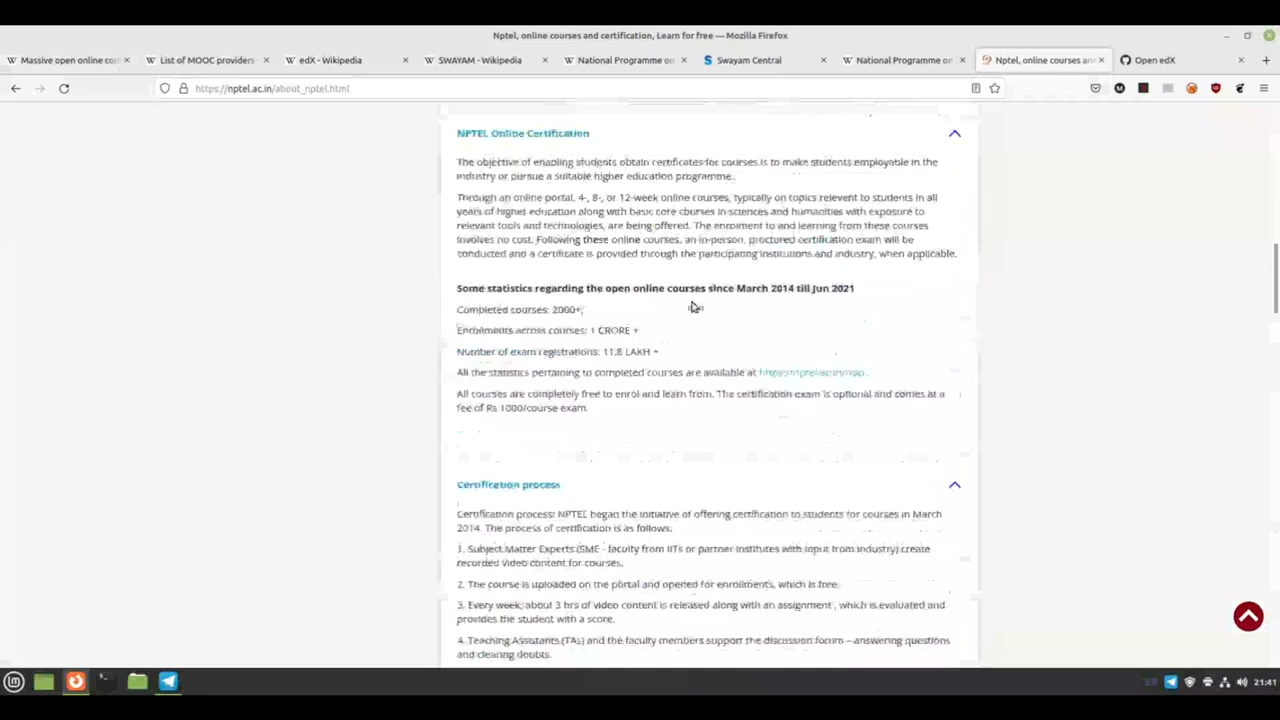 Nptel, online courses and certification, Learn for free — Mozilla Firefox
Massive open online cou
List of MOOC providers
edX - Wikipedia
SWAYAM - Wikipedia
National Programme on
Swayam Central
National Programme on
Nptel, online courses and
Open edX
https://nptel.ac.in/about_nptel.html
NPTEL Online Certification
The objective of enabling students obtain certificates for courses is to make students employable in the
industry or pursue a suitable higher education programme.
Through an online portal, 4-, 8-, or 12-week online courses, typically on topics relevant to students in all
years of higher education along with basic core courses in sciences and humanities with exposure to
relevant tools and technologies, are being offered. The enrolment to and learning from these courses
involves no cost. Following these online courses, an in-person, proctored certification exam will be
conducted and a certificate is provided through the participating institutions and industry, when applicable.
Some statistics regarding the open online courses since March 2014 till Jun 2021
Completed courses: 2000+;
Enrollments across courses: 1 CRORE +
Number of exam registrations: 11.8 LAKH +
All the statistics pertaining to completed courses are available at
All courses are completely free to enrol and learn from. The certification exam is optional and comes at a
fee of Rs 1000/course exam.
Certification process
Certification process: NPTEL began the initiative of offering certification to students for courses in March
2014. The process of certification is as follows:
1. Subject Matter Experts (SME - faculty from IITs or partner institutes with input from industry) create
recorded video content for courses.
2. The course is uploaded on the portal and opened for enrollments, which is free.
3. Every week, about 3 hrs of video content is released along with an assignment , which is evaluated and
provides the student with a score.
4. Teaching Assistants (TAs) and the faculty members support the discussion forum – answering questions
and clearing doubts.
21:41